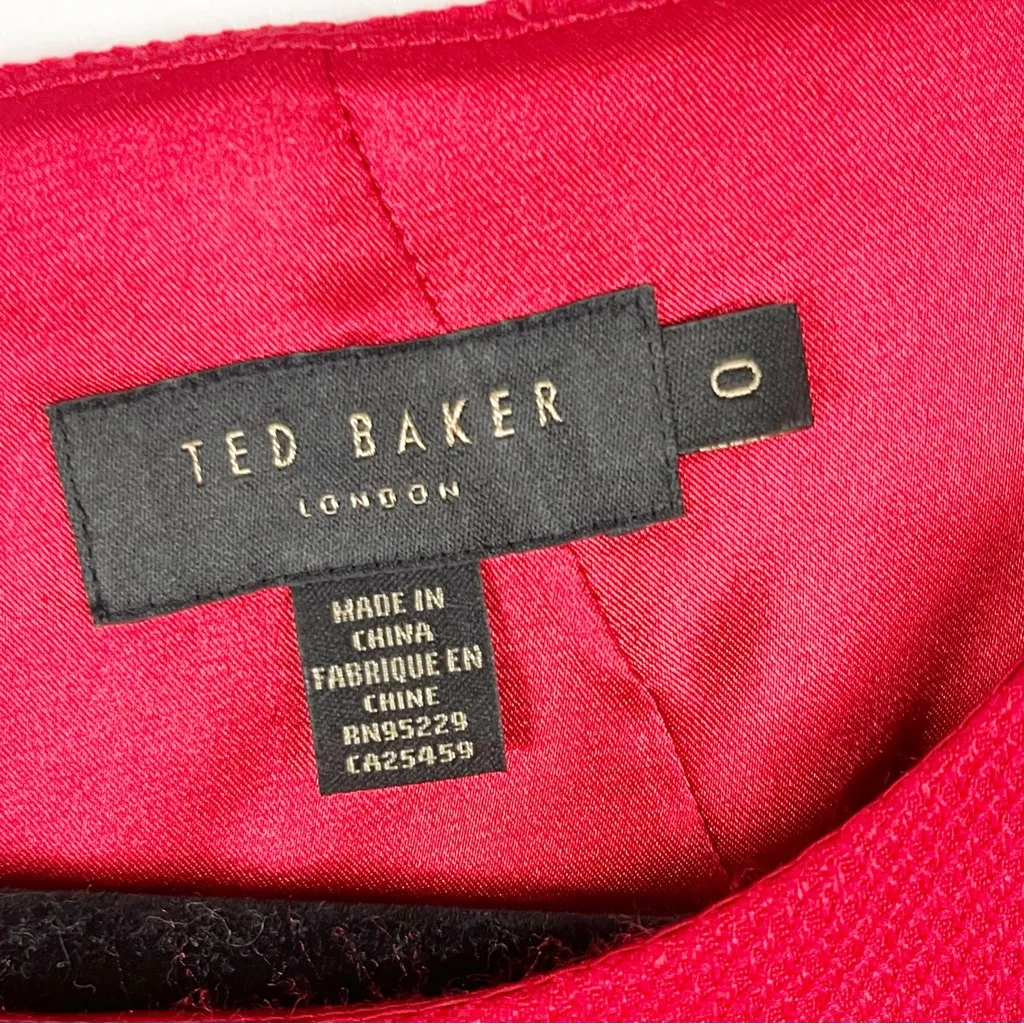 TED BAKER
LONDON
0
MADE IN
CHINA
FABRIQUE EN
CHINE
RN95229
CA25459